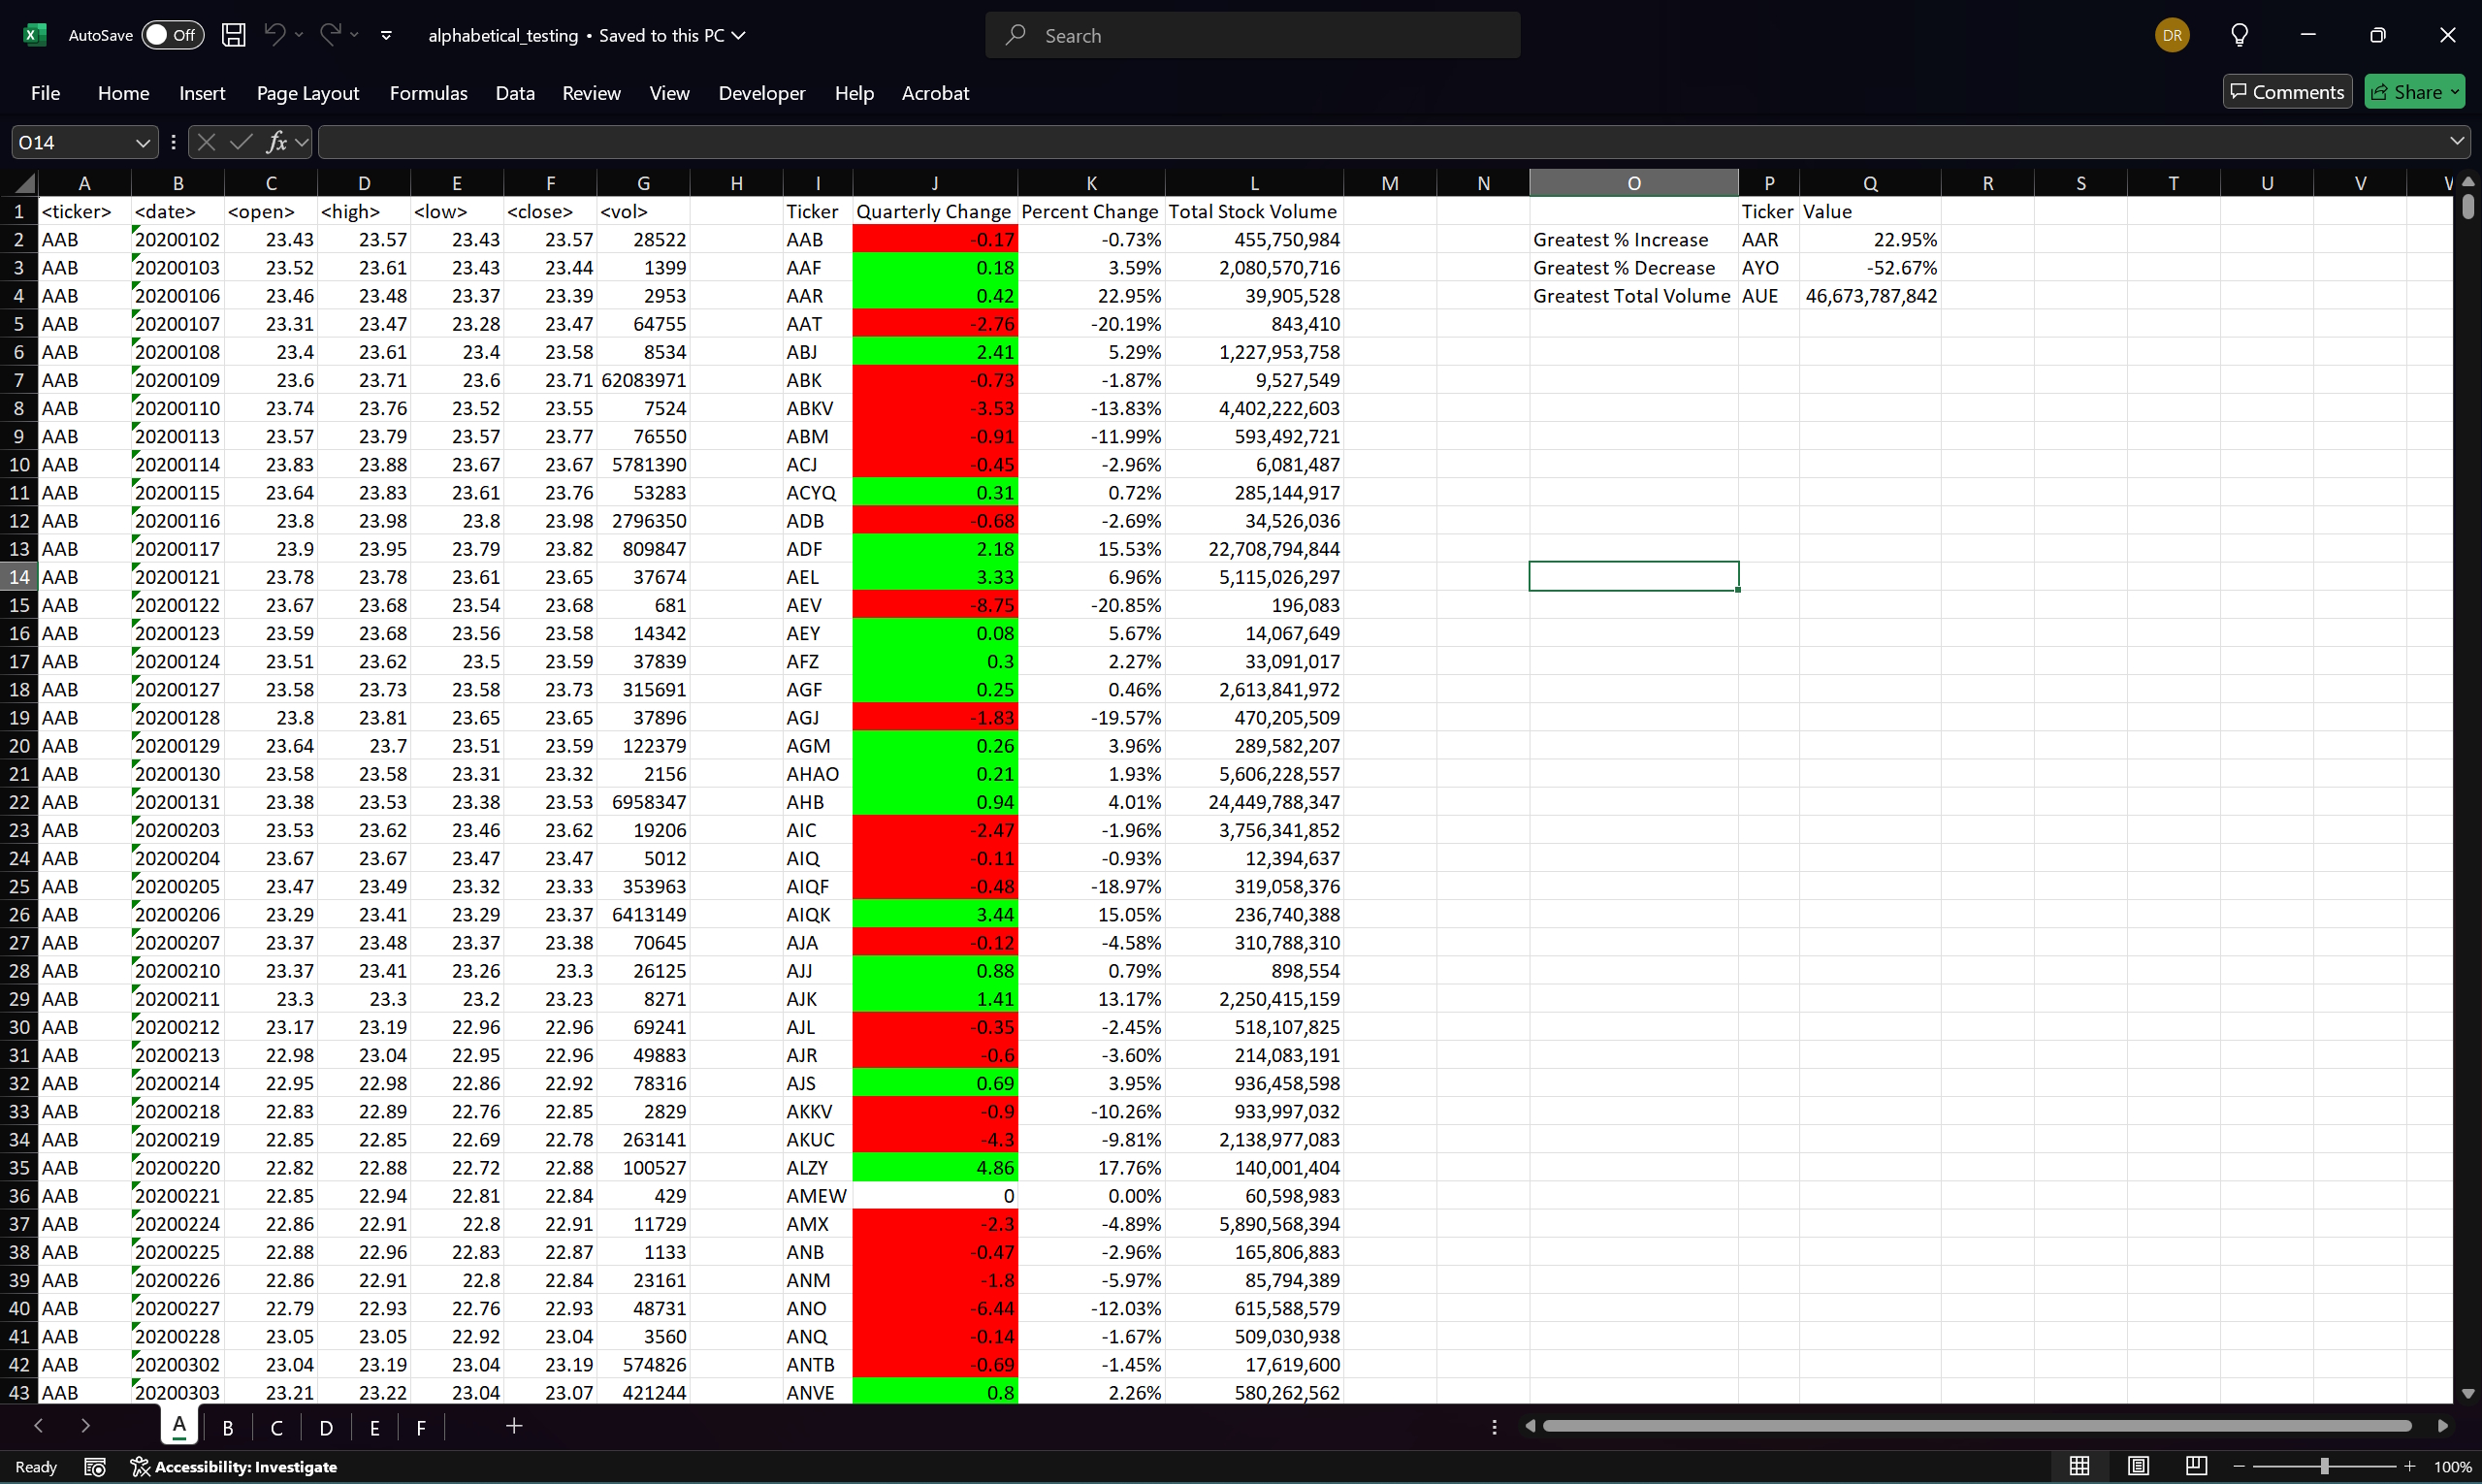 AutoSave Off alphabetical_testing • Saved to this PC Search DR
File Home Insert Page Layout Formulas Data Review View Developer Help Acrobat Comments Share
O14 fx
A B C D E F G H I J K L M N O P Q R S T U V
1 <ticker> <date> <open> <high> <low> <close> <vol> Ticker Quarterly Change Percent Change Total Stock Volume Ticker Value
2 AAB 20200102 23.43 23.57 23.43 23.57 28522 AAB -0.17 -0.73% 455,750,984 Greatest % Increase AAR 22.95%
3 AAB 20200103 23.52 23.61 23.43 23.44 1399 AAF 0.18 3.59% 2,080,570,716 Greatest % Decrease AYO -52.67%
4 AAB 20200106 23.46 23.48 23.37 23.39 2953 AAR 0.42 22.95% 39,905,528 Greatest Total Volume AUE 46,673,787,842
5 AAB 20200107 23.31 23.47 23.28 23.47 64755 AAT -2.76 -20.19% 843,410
6 AAB 20200108 23.4 23.61 23.4 23.58 8534 ABJ 2.41 5.29% 1,227,953,758
7 AAB 20200109 23.6 23.71 23.6 23.71 62083971 ABK -0.73 -1.87% 9,527,549
8 AAB 20200110 23.74 23.76 23.52 23.55 7524 ABKV -3.53 -13.83% 4,402,222,603
9 AAB 20200113 23.57 23.79 23.57 23.77 76550 ABM -0.91 -11.99% 593,492,721
10 AAB 20200114 23.83 23.88 23.67 23.67 5781390 ACJ -0.45 -2.96% 6,081,487
11 AAB 20200115 23.64 23.83 23.61 23.76 53283 ACYQ 0.31 0.72% 285,144,917
12 AAB 20200116 23.8 23.98 23.8 23.98 2796350 ADB -0.68 -2.69% 34,526,036
13 AAB 20200117 23.9 23.95 23.79 23.82 809847 ADF 2.18 15.53% 22,708,794,844
14 AAB 20200121 23.78 23.78 23.61 23.65 37674 AEL 3.33 6.96% 5,115,026,297
15 AAB 20200122 23.67 23.68 23.54 23.68 681 AEV -8.75 -20.85% 196,083
16 AAB 20200123 23.59 23.68 23.56 23.58 14342 AEY 0.08 5.67% 14,067,649
17 AAB 20200124 23.51 23.62 23.5 23.59 37839 AFZ 0.3 2.27% 33,091,017
18 AAB 20200127 23.58 23.73 23.58 23.73 315691 AGF 0.25 0.46% 2,613,841,972
19 AAB 20200128 23.8 23.81 23.65 23.65 37896 AGJ -1.83 -19.57% 470,205,509
20 AAB 20200129 23.64 23.7 23.51 23.59 122379 AGM 0.26 3.96% 289,582,207
21 AAB 20200130 23.58 23.58 23.31 23.32 2156 AHAO 0.21 1.93% 5,606,228,557
22 AAB 20200131 23.38 23.53 23.38 23.53 6958347 AHB 0.94 4.01% 24,449,788,347
23 AAB 20200203 23.53 23.62 23.46 23.62 19206 AIC -2.47 -1.96% 3,756,341,852
24 AAB 20200204 23.67 23.67 23.47 23.47 5012 AIQ -0.11 -0.93% 12,394,637
25 AAB 20200205 23.47 23.49 23.32 23.33 353963 AIQF -0.48 -18.97% 319,058,376
26 AAB 20200206 23.29 23.41 23.29 23.37 6413149 AIQK 3.44 15.05% 236,740,388
27 AAB 20200207 23.37 23.48 23.37 23.38 70645 AJA -0.12 -4.58% 310,788,310
28 AAB 20200210 23.37 23.41 23.26 23.3 26125 AJJ 0.88 0.79% 898,554
29 AAB 20200211 23.3 23.3 23.2 23.23 8271 AJK 1.41 13.17% 2,250,415,159
30 AAB 20200212 23.17 23.19 22.96 22.96 69241 AJL -0.35 -2.45% 518,107,825
31 AAB 20200213 22.98 23.04 22.95 22.96 49883 AJR -0.6 -3.60% 214,083,191
32 AAB 20200214 22.95 22.98 22.86 22.92 78316 AJS 0.69 3.95% 936,458,598
33 AAB 20200218 22.83 22.89 22.76 22.85 2829 AKKV -0.9 -10.26% 933,997,032
34 AAB 20200219 22.85 22.85 22.69 22.78 263141 AKUC -4.3 -9.81% 2,138,977,083
35 AAB 20200220 22.82 22.88 22.72 22.88 100527 ALZY 4.86 17.76% 140,001,404
36 AAB 20200221 22.85 22.94 22.81 22.84 429 AMEW 0 0.00% 60,598,983
37 AAB 20200224 22.86 22.91 22.8 22.91 11729 AMX -2.3 -4.89% 5,890,568,394
38 AAB 20200225 22.88 22.96 22.83 22.87 1133 ANB -0.47 -2.96% 165,806,883
39 AAB 20200226 22.86 22.91 22.8 22.84 23161 ANM -1.8 -5.97% 85,794,389
40 AAB 20200227 22.79 22.93 22.76 22.93 48731 ANO -6.44 -12.03% 615,588,579
41 AAB 20200228 23.05 23.05 22.92 23.04 3560 ANQ -0.14 -1.67% 509,030,938
42 AAB 20200302 23.04 23.19 23.04 23.19 574826 ANTB -0.69 -1.45% 17,619,600
43 AAB 20200303 23.21 23.22 23.04 23.07 421244 ANVE 0.8 2.26% 580,262,562
A B C D E F
Ready Accessibility: Investigate 100%